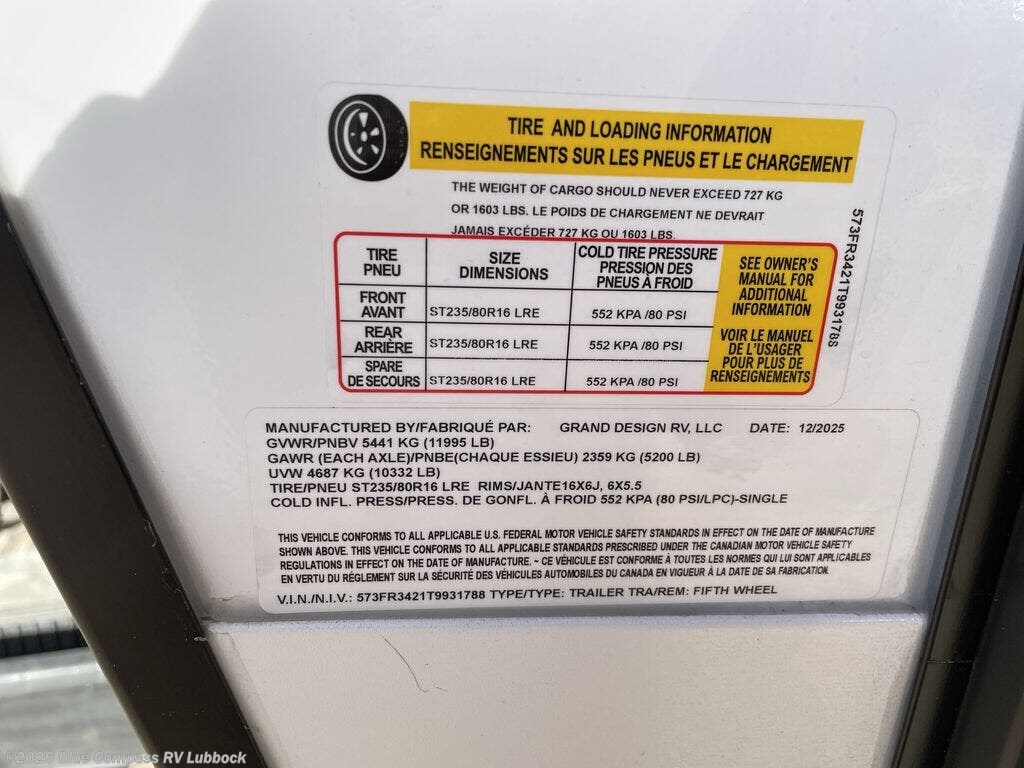 TIRE AND LOADING INFORMATION
RENSEIGNEMENTS SUR LES PNEUS ET LE CHARGEMENT
THE WEIGHT OF CARGO SHOULD NEVER EXCEED 727 KG
OR 1603 LBS. LE POIDS DE CHARGEMENT NE DEVRAIT
JAMAIS EXCÉDER 727 KG OU 1603 LBS.
TIRE
PNEU
SIZE
DIMENSIONS
COLD TIRE PRESSURE
PRESSION DES
PNEUS À FROID
FRONT
AVANT
ST235/80R16 LRE
552 KPA /80 PSI
REAR
ARRIÈRE
ST235/80R16 LRE
552 KPA /80 PSI
SPARE
DE SECOURS
ST235/80R16 LRE
552 KPA /80 PSI
SEE OWNER'S
MANUAL FOR
ADDITIONAL
INFORMATION
VOIR LE MANUEL
DE L'USAGER
POUR PLUS DE
RENSEIGNEMENTS
573FR3421T9931788
MANUFACTURED BY/FABRIQUÉ PAR: GRAND DESIGN RV, LLC DATE: 12/2025
GVWR/PNBV 5441 KG (11995 LB)
GAWR (EACH AXLE)/PNBE(CHAQUE ESSIEU) 2359 KG (5200 LB)
UVW 4687 KG (10332 LB)
TIRE/PNEU ST235/80R16 LRE RIMS/JANTE16X6J, 6X5.5
COLD INFL. PRESS/PRESS. DE GONFL. À FROID 552 KPA (80 PSI/LPC)-SINGLE
THIS VEHICLE CONFORMS TO ALL APPLICABLE U.S. FEDERAL MOTOR VEHICLE SAFETY STANDARDS IN EFFECT ON THE DATE OF MANUFACTURE
SHOWN ABOVE. THIS VEHICLE CONFORMS TO ALL APPLICABLE STANDARDS PRESCRIBED UNDER THE CANADIAN MOTOR VEHICLE SAFETY
REGULATIONS IN EFFECT ON THE DATE OF MANUFACTURE. ~ CE VÉHICULE EST CONFORME À TOUTES LES NORMES QUI LUI SONT APPLICABLES
EN VERTU DU RÉGLEMENT SUR LA SÉCURITÉ DES VÉHICULES AUTOMOBILES DU CANADA EN VIGUEUR À LA DATE DE SA FABRICATION.
V.I.N./N.I.V.: 573FR3421T9931788 TYPE/TYPE: TRAILER TRA/REM: FIFTH WHEEL
©2026 Blue Compass RV Lubbock